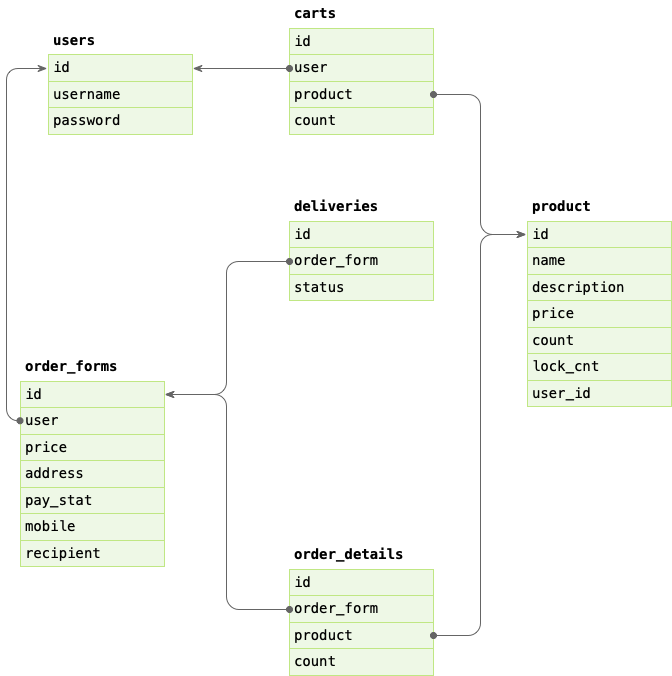 carts
id
user
product
count
users
id
username
password
deliveries
id
order_form
status
product
id
name
description
price
count
lock_cnt
user_id
order_forms
id
user
price
address
pay_stat
mobile
recipient
order_details
id
order_form
product
count